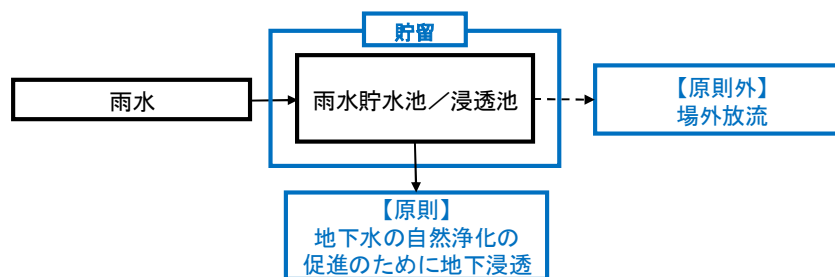 貯留
雨水
雨水貯水池／浸透池
【原則外】
場外放流
【原則】
地下水の自然浄化の
促進のために地下浸透